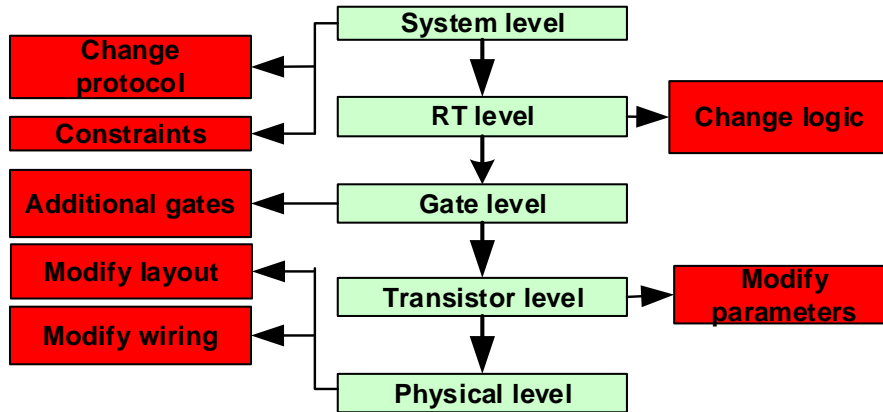 System level
Change
protocol
RT level
Change logic
Constraints
Additional gates
Gate level
Modify layout
Transistor level
Modify
parameters
Modify wiring
Physical level